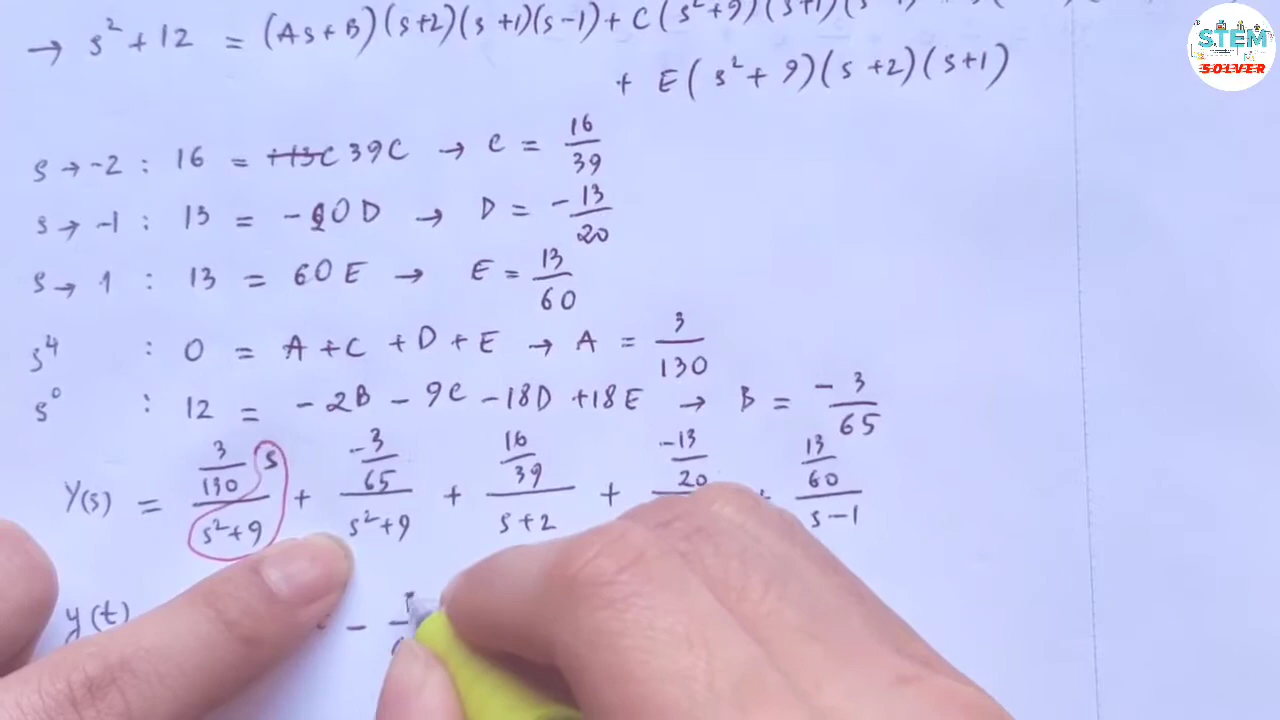 → s² + 12 = (As + B)(s+2)(s+1)(s-1) + C(s²+9)(s+1)
+ E(s² + 9)(s+2)(s+1)
STEM
SOLVER
s → -2 : 16 = 39C → C = 16/39
s → -1 : 13 = -20D → D = -13/20
s → 1 : 13 = 60E → E = 13/60
s⁴ : 0 = A + C + D + E → A = 3/130
s⁰ : 12 = -2B - 9C - 18D + 18E → B = -3/65
Y(s) = (3/130 s)/(s²+9) + (-3/65)/(s²+9) + (16/39)/(s+2) + (-13/20) (13/60)/(s-1)
y(t) -